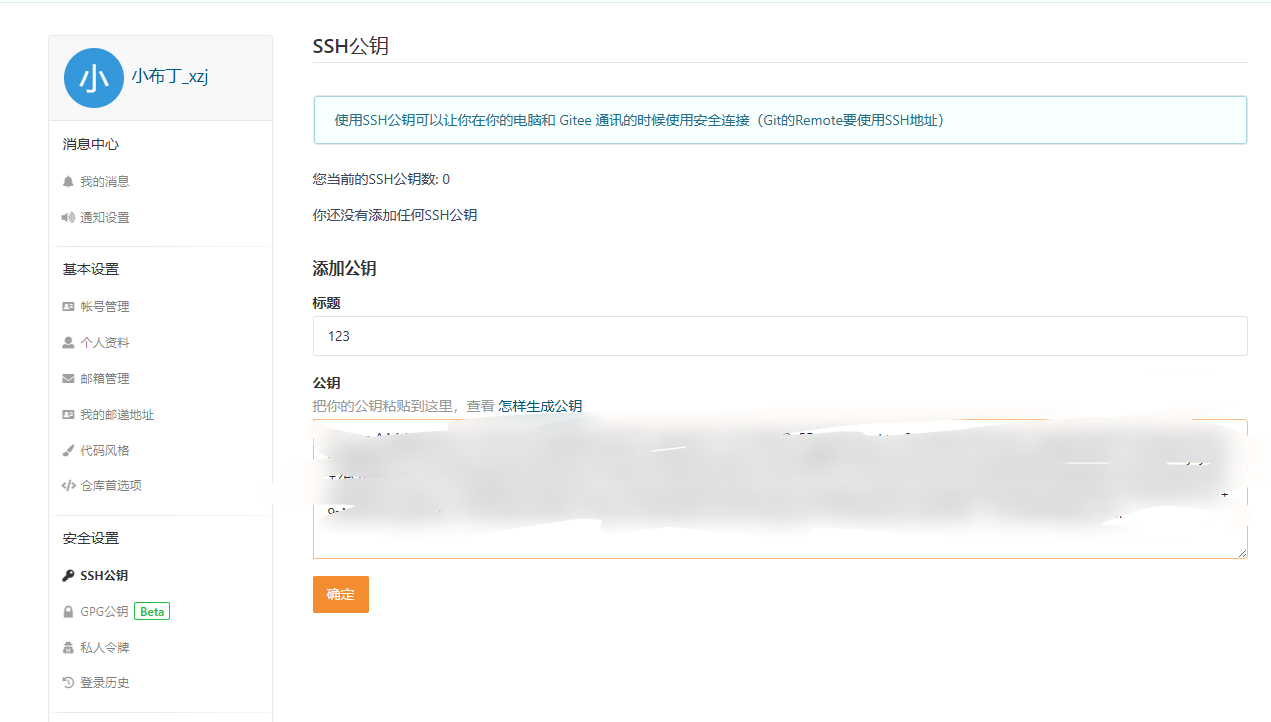 小 小布丁_xzj
消息中心
我的消息
通知设置
基本设置
帐号管理
个人资料
邮箱管理
我的邮递地址
代码风格
仓库首选项
安全设置
SSH公钥
GPG公钥 Beta
私人令牌
登录历史
SSH公钥
使用SSH公钥可以让你在你的电脑和 Gitee 通讯的时候使用安全连接（Git的Remote要使用SSH地址）
您当前的SSH公钥数: 0
你还没有添加任何SSH公钥
添加公钥
标题
123
公钥
把你的公钥粘贴到这里，查看 怎样生成公钥
确定